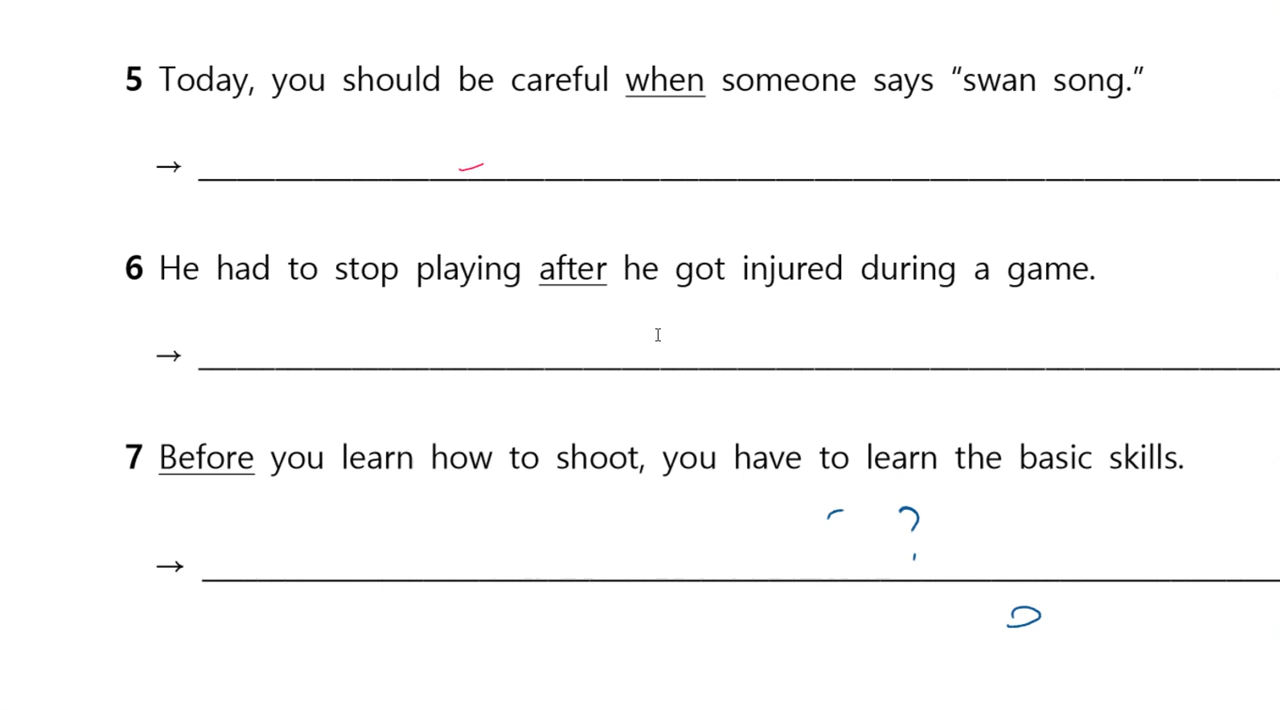 5 Today, you should be careful when someone says “swan song.”
→
6 He had to stop playing after he got injured during a game.
→
7 Before you learn how to shoot, you have to learn the basic skills.
?
→